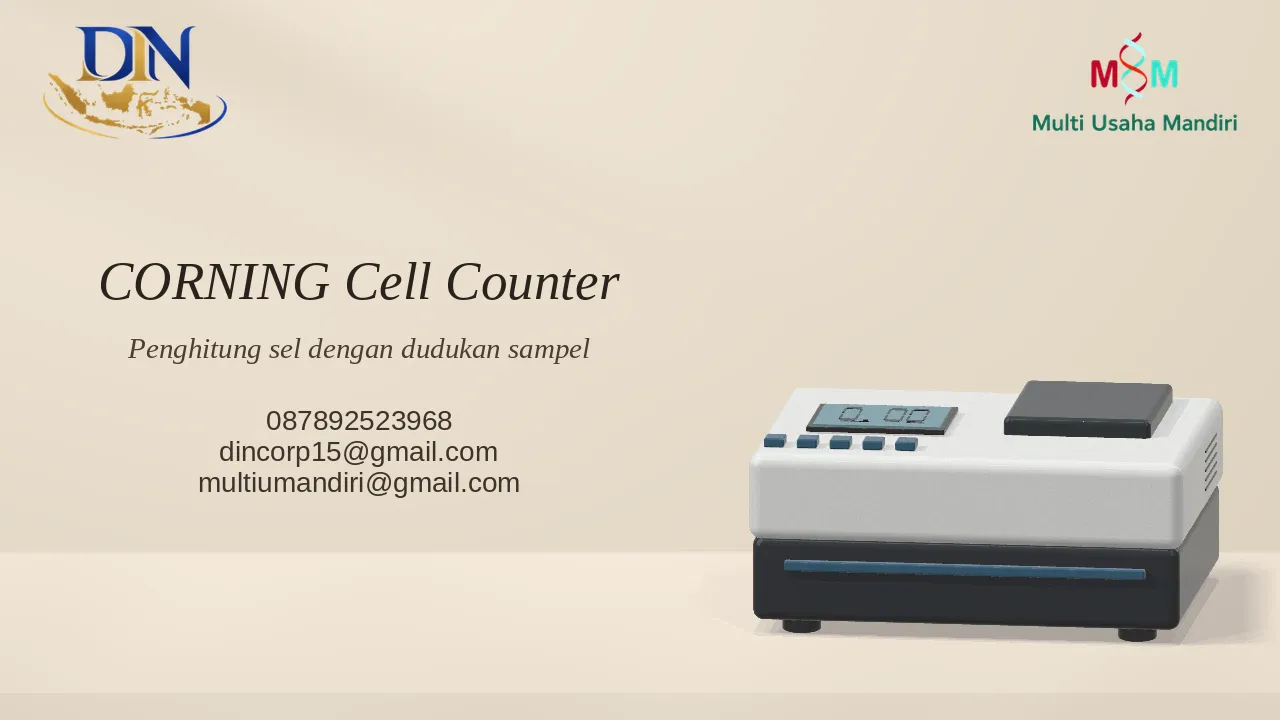 DIN
MSM
Multi Usaha Mandiri
CORNING Cell Counter
Penghitung sel dengan dudukan sampel
087892523968
dincorp15@gmail.com
multiumandiri@gmail.com
0.00